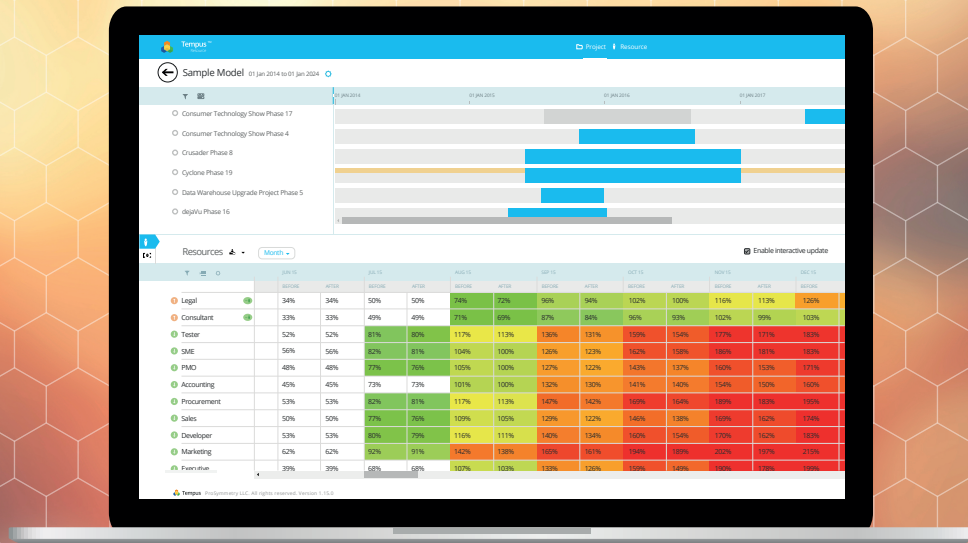 Tempus™
Project Resource
Sample Model 01 Jan 2014 to 01 Jan 2024
01 JAN 2014 01 JAN 2015 01 JAN 2016 01 JAN 2017
Consumer Technology Show Phase 17
Consumer Technology Show Phase 4
Crusader Phase 8
Cyclone Phase 19
Data Warehouse Upgrade Project Phase 5
dejaVu Phase 16
Resources Month Enable interactive update
JUN 15 JUL 15 AUG 15 SEP 15 OCT 15 NOV 15 DEC 15
BEFORE AFTER BEFORE AFTER BEFORE AFTER BEFORE AFTER BEFORE AFTER BEFORE AFTER BEFORE
Legal 34% 34% 50% 50% 74% 72% 96% 94% 102% 100% 116% 113% 126%
Consultant 33% 33% 49% 49% 71% 69% 87% 84% 96% 93% 102% 99% 103%
Tester 52% 52% 81% 80% 117% 113% 136% 131% 159% 154% 177% 171% 183%
SME 56% 56% 82% 81% 104% 100% 126% 123% 162% 158% 186% 181% 183%
PMO 48% 48% 77% 76% 105% 100% 127% 122% 143% 137% 160% 153% 171%
Accounting 45% 45% 73% 73% 101% 100% 132% 130% 141% 140% 154% 150% 160%
Procurement 53% 53% 82% 81% 117% 113% 147% 142% 169% 164% 189% 183% 195%
Sales 50% 50% 77% 76% 109% 105% 129% 122% 146% 138% 169% 162% 174%
Developer 53% 53% 80% 79% 116% 111% 140% 134% 160% 154% 170% 162% 183%
Marketing 62% 62% 92% 91% 142% 138% 165% 161% 194% 189% 202% 197% 215%
Executive 39% 39% 68% 68% 107% 103% 133% 126% 159% 149% 190% 178% 199%
Tempus ProSymmetry LLC. All rights reserved. Version 1.15.0